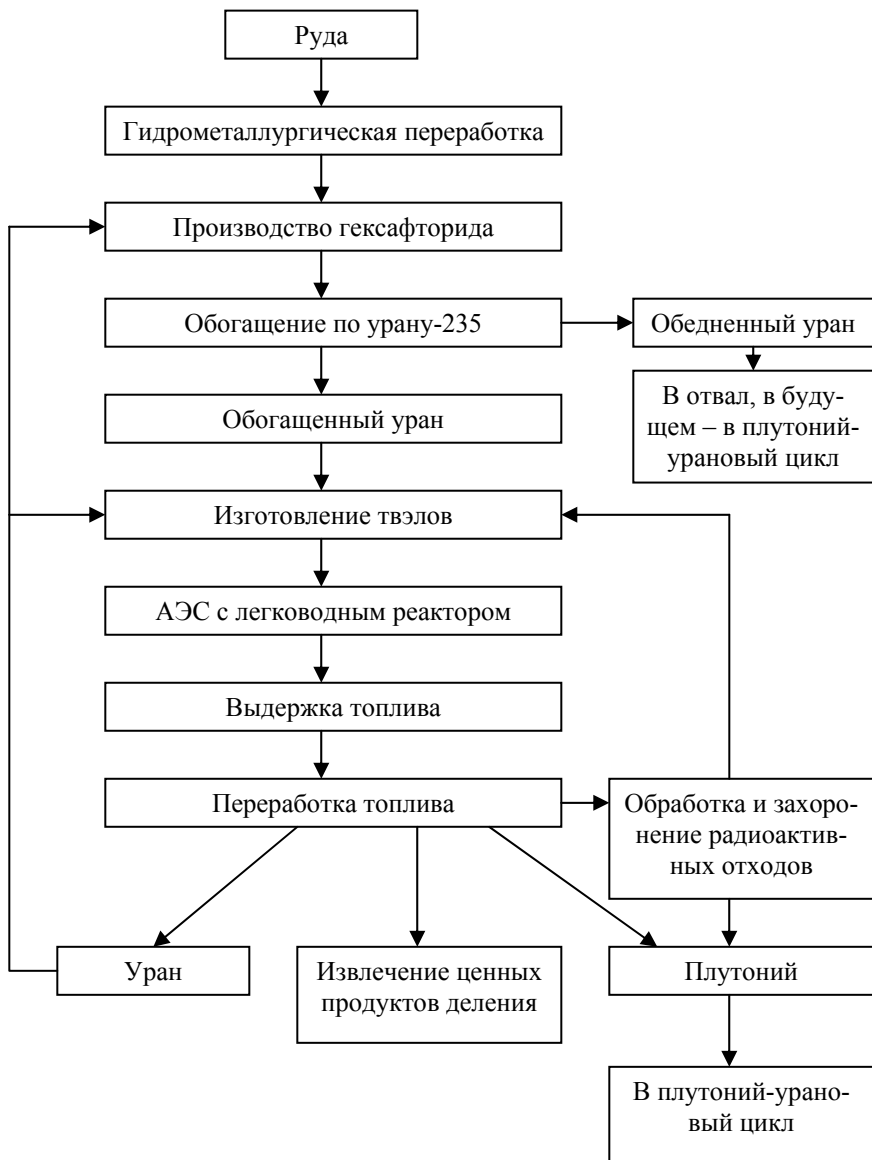 Руда
Гидрометаллургическая переработка
Производство гексафторида
Обогащение по урану-235
Обедненный уран
В отвал, в буду-
щем – в плутоний-
урановый цикл
Обогащенный уран
Изготовление твэлов
АЭС с легководным реактором
Выдержка топлива
Переработка топлива
Обработка и захоро-
нение радиоактив-
ных отходов
Уран
Извлечение ценных
продуктов деления
Плутоний
В плутоний-урано-
вый цикл